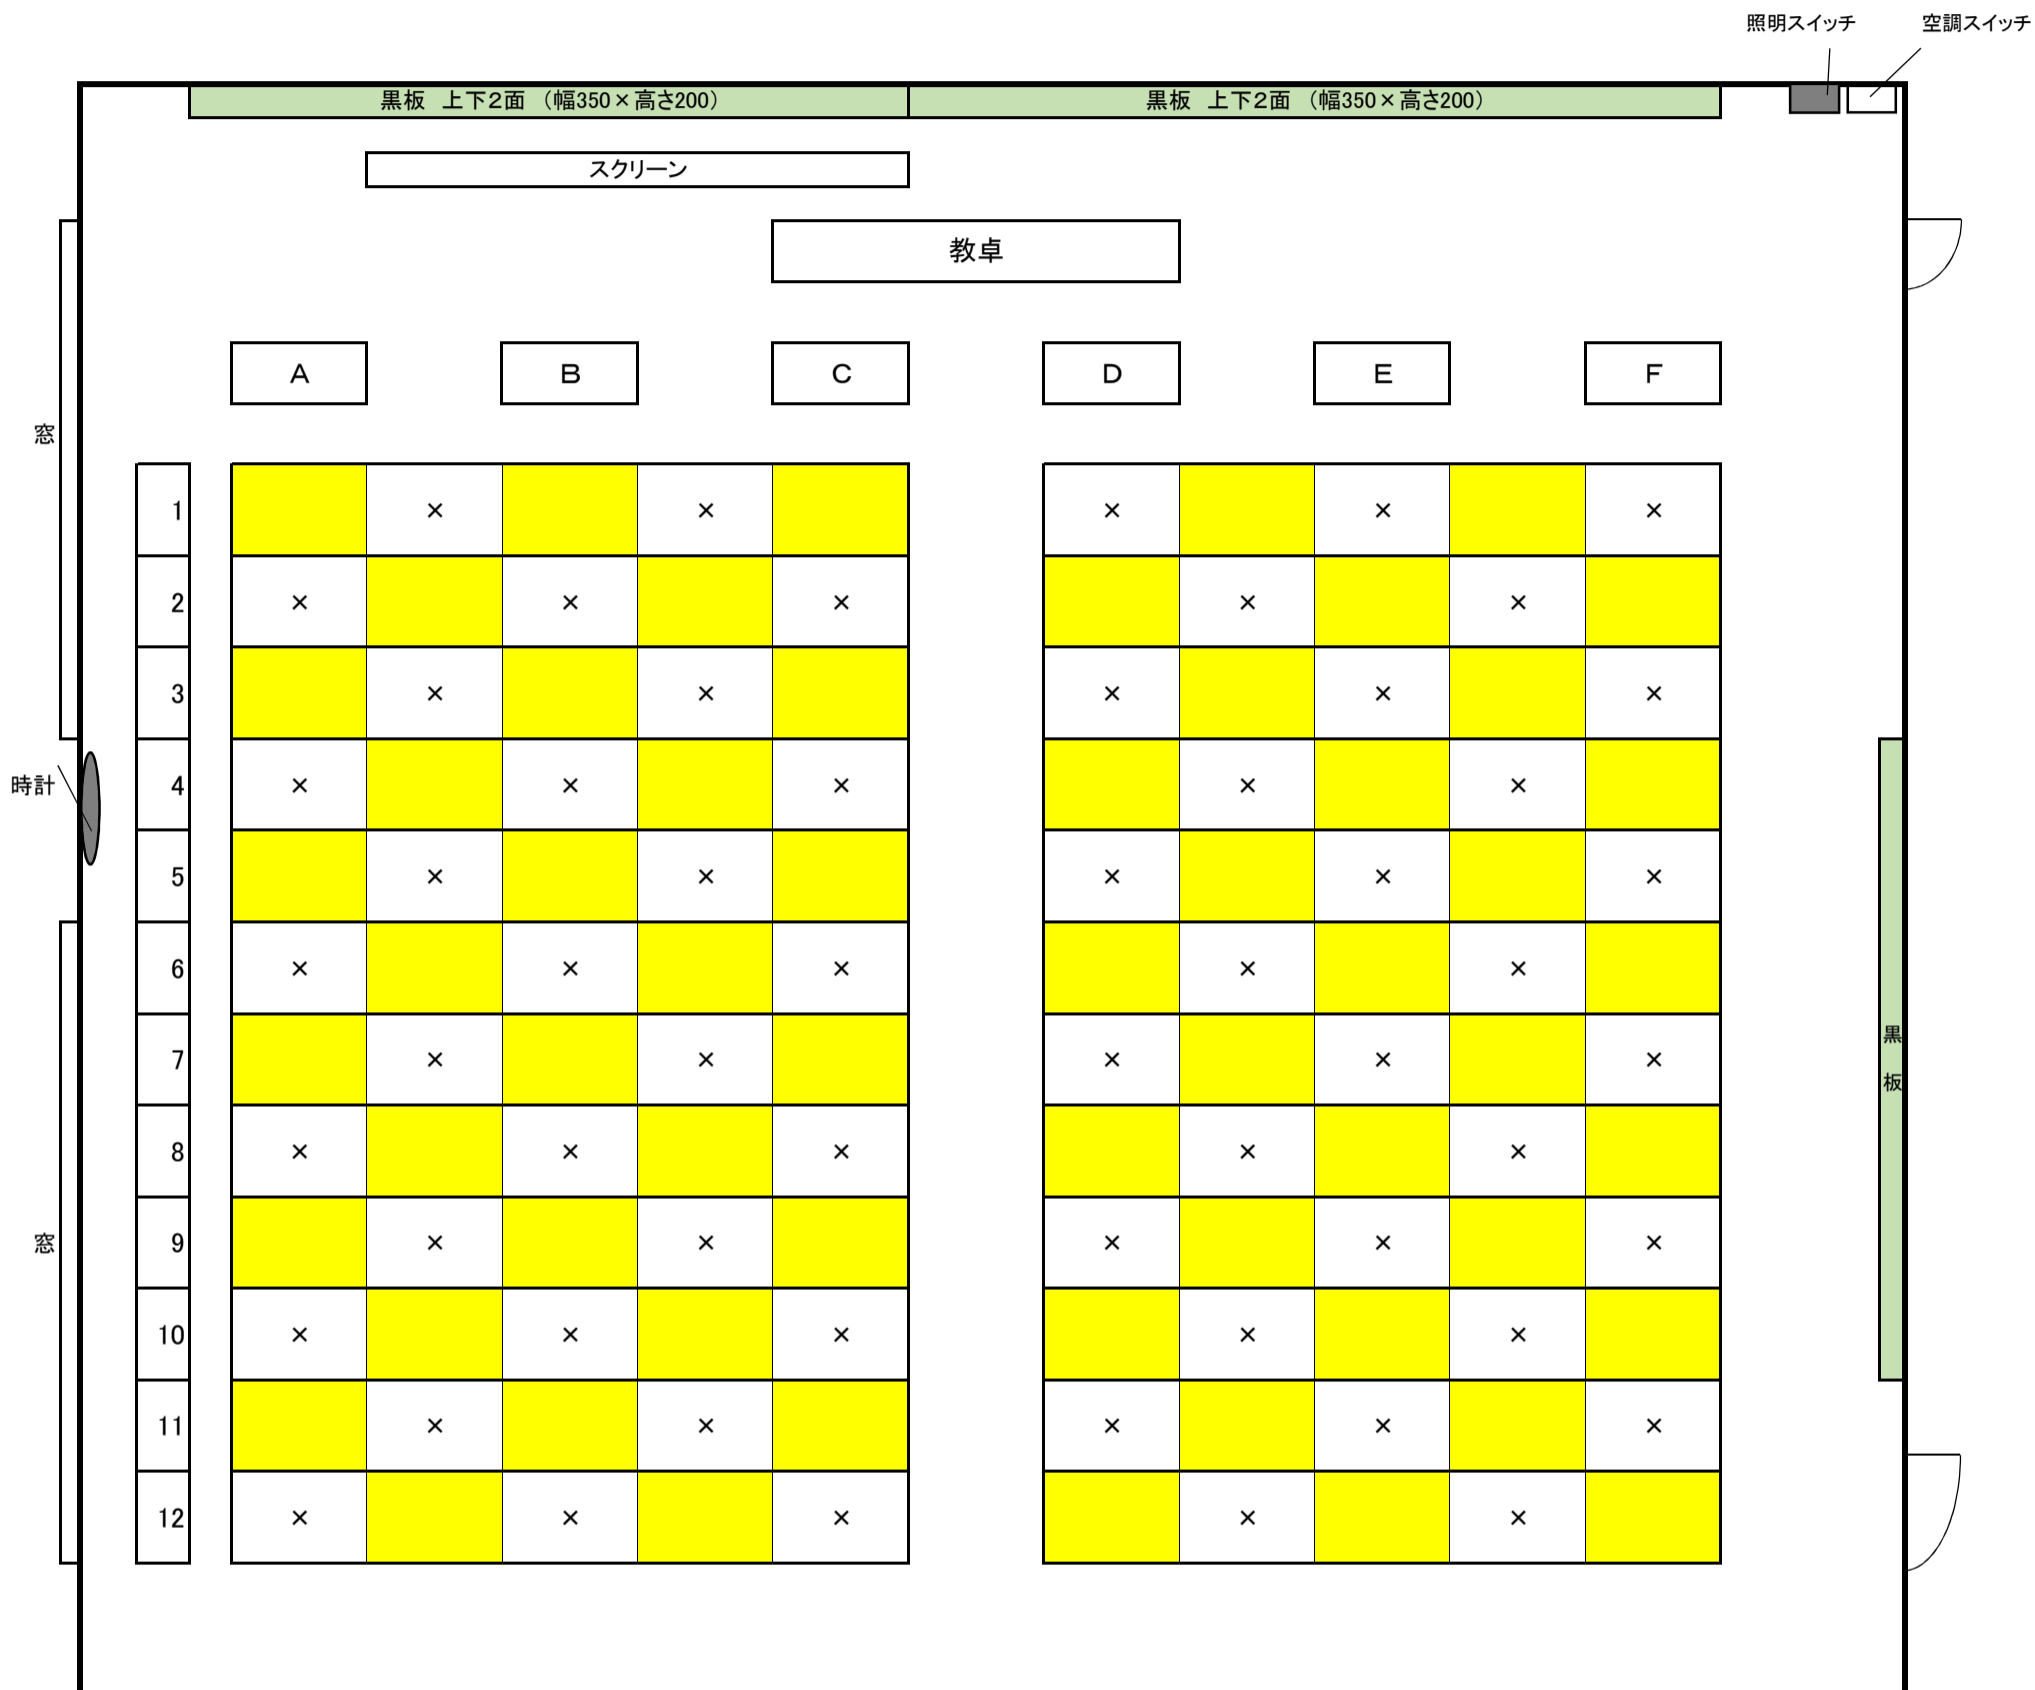 照明スイッチ 空調スイッチ
黒板 上下2面 (幅350×高さ200) 黒板 上下2面 (幅350×高さ200)
スクリーン
教卓
A B C D E F
窓
1 × × × × ×
2 × × × × ×
3 × × × × ×
時計 4 × × × × ×
5 × × × × ×
6 × × × × ×
7 × × × × ×
黒板
8 × × × × ×
窓 9 × × × × ×
10 × × × × ×
11 × × × × ×
12 × × × × ×